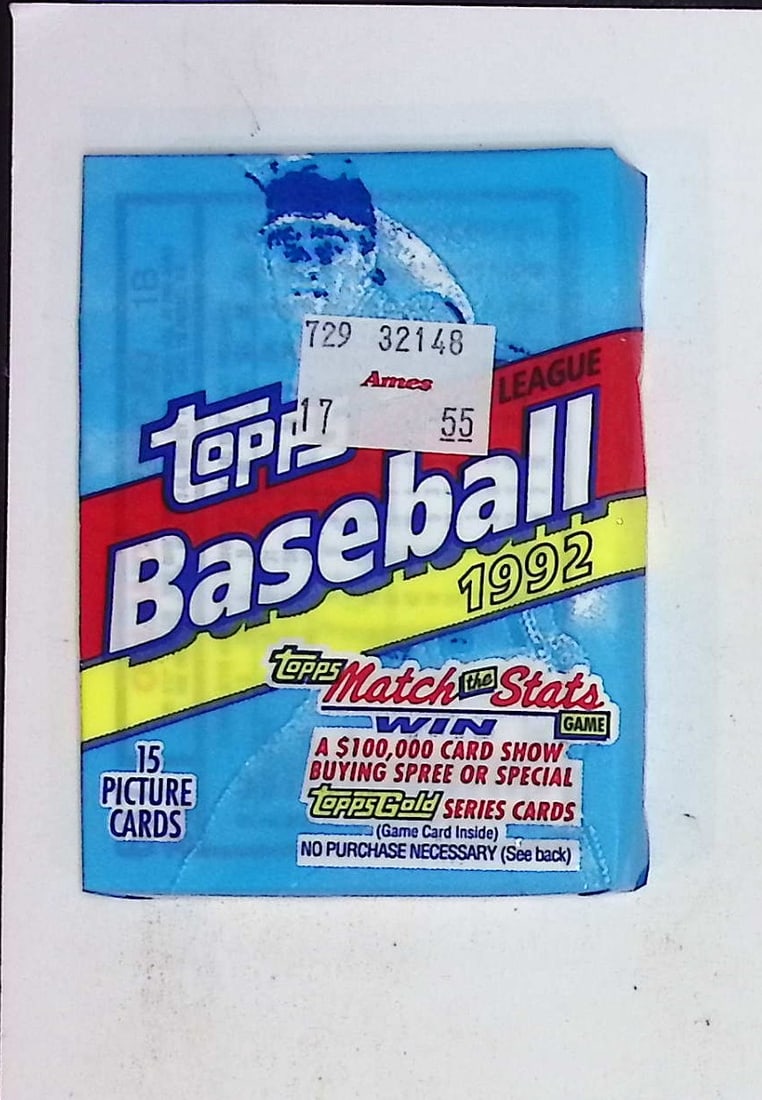 729 32148
Ames
17 55
LEAGUE
Topps
Baseball
1992
Topps Match the Stats
WIN GAME
A $100,000 CARD SHOW
BUYING SPREE OR SPECIAL
ToppsGold SERIES CARDS
(Game Card Inside)
NO PURCHASE NECESSARY (See back)
15
PICTURE
CARDS